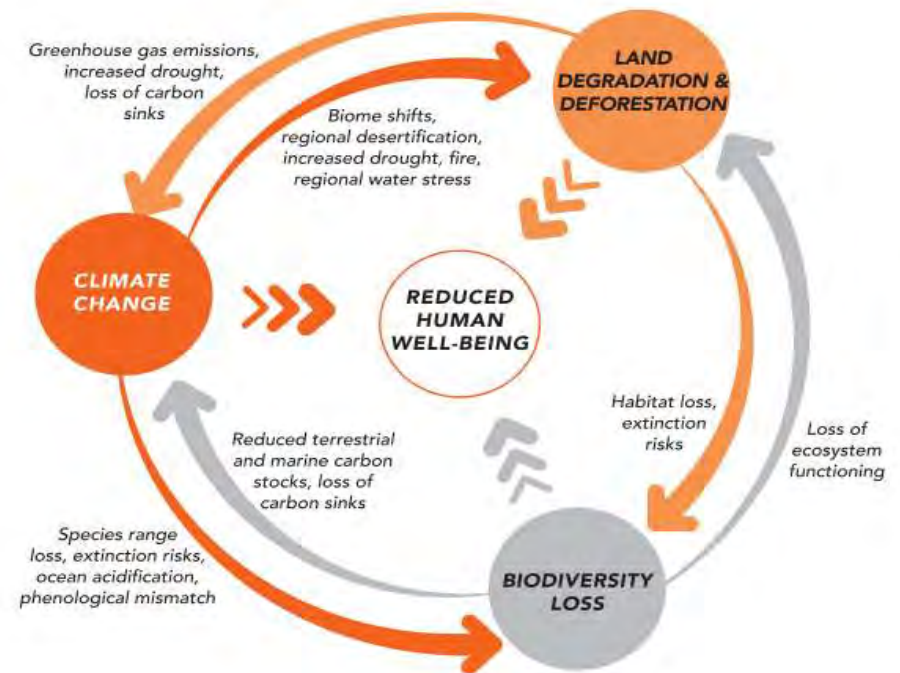 Greenhouse gas emissions,
increased drought,
loss of carbon
sinks
LAND
DEGRADATION &
DEFORESTATION
Biome shifts,
regional desertification,
increased drought, fire,
regional water stress
CLIMATE
CHANGE
REDUCED
HUMAN
WELL-BEING
Habitat loss,
extinction
risks
Loss of
ecosystem
functioning
Reduced terrestrial
and marine carbon
stocks, loss of
carbon sinks
Species range
loss, extinction risks,
ocean acidification,
phenological mismatch
BIODIVERSITY
LOSS